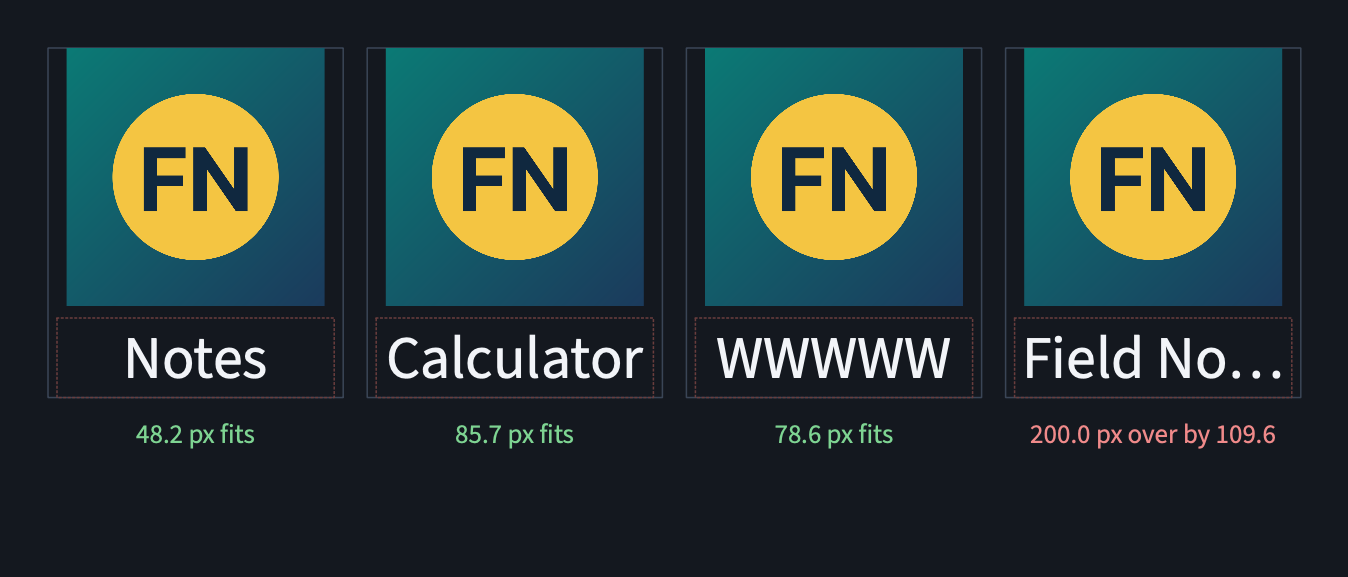 FN
FN
FN
FN
Notes
Calculator
WWWWW
Field No…
48.2 px fits
85.7 px fits
78.6 px fits
200.0 px over by 109.6